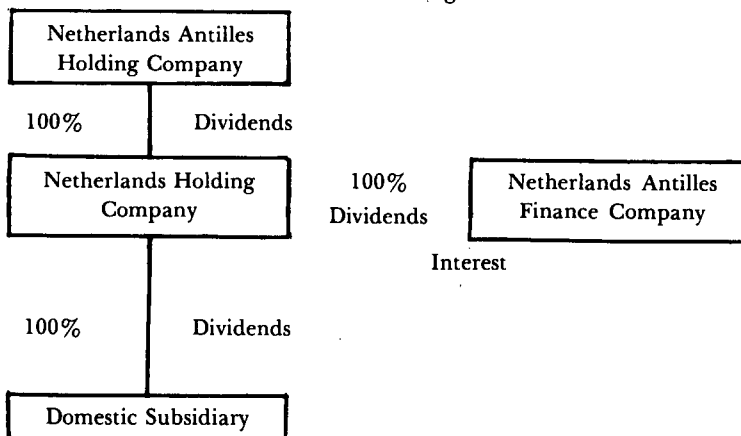 Netherlands Antilles
Holding Company
100% Dividends
Netherlands Holding
Company
100%
Dividends
Netherlands Antilles
Finance Company
Interest
100% Dividends
Domestic Subsidiary